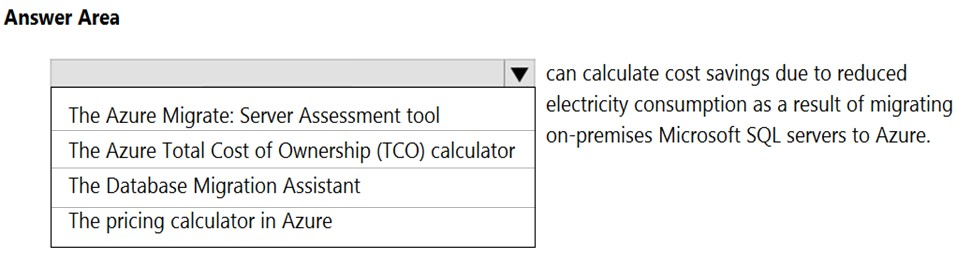 Answer Area
can calculate cost savings due to reduced
electricity consumption as a result of migrating
on-premises Microsoft SQL servers to Azure.
The Azure Migrate: Server Assessment tool
The Azure Total Cost of Ownership (TCO) calculator
The Database Migration Assistant
The pricing calculator in Azure